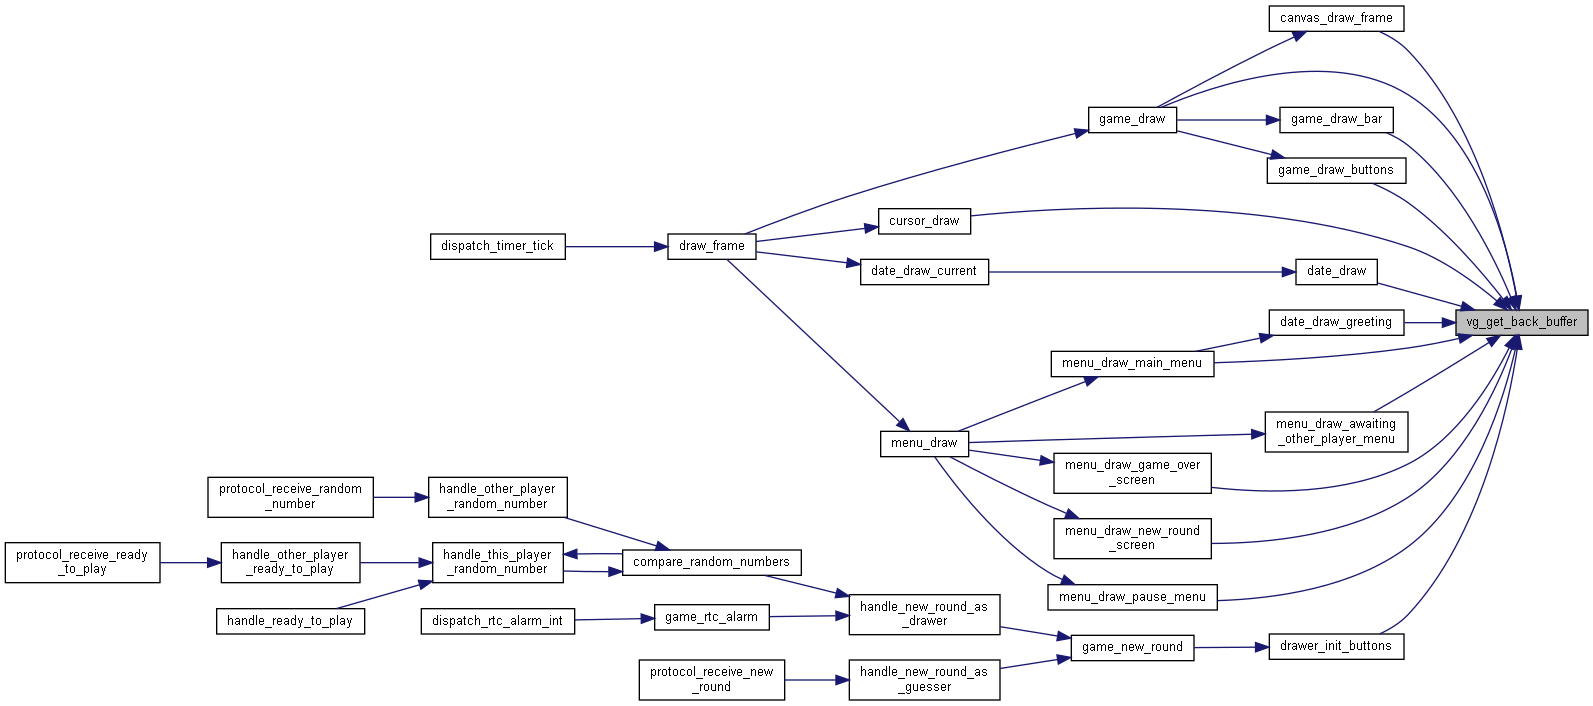 canvas_draw_frame
game_draw
game_draw_bar
game_draw_buttons
cursor_draw
dispatch_timer_tick
draw_frame
date_draw_current
date_draw
vg_get_back_buffer
date_draw_greeting
menu_draw_main_menu
menu_draw_awaiting
_other_player_menu
menu_draw
menu_draw_game_over
_screen
protocol_receive_random
_number
handle_other_player
_random_number
menu_draw_new_round
_screen
protocol_receive_ready
_to_play
handle_other_player
_ready_to_play
handle_this_player
_random_number
compare_random_numbers
menu_draw_pause_menu
handle_ready_to_play
dispatch_rtc_alarm_int
game_rtc_alarm
handle_new_round_as
_drawer
game_new_round
drawer_init_buttons
protocol_receive_new
_round
handle_new_round_as
_guesser